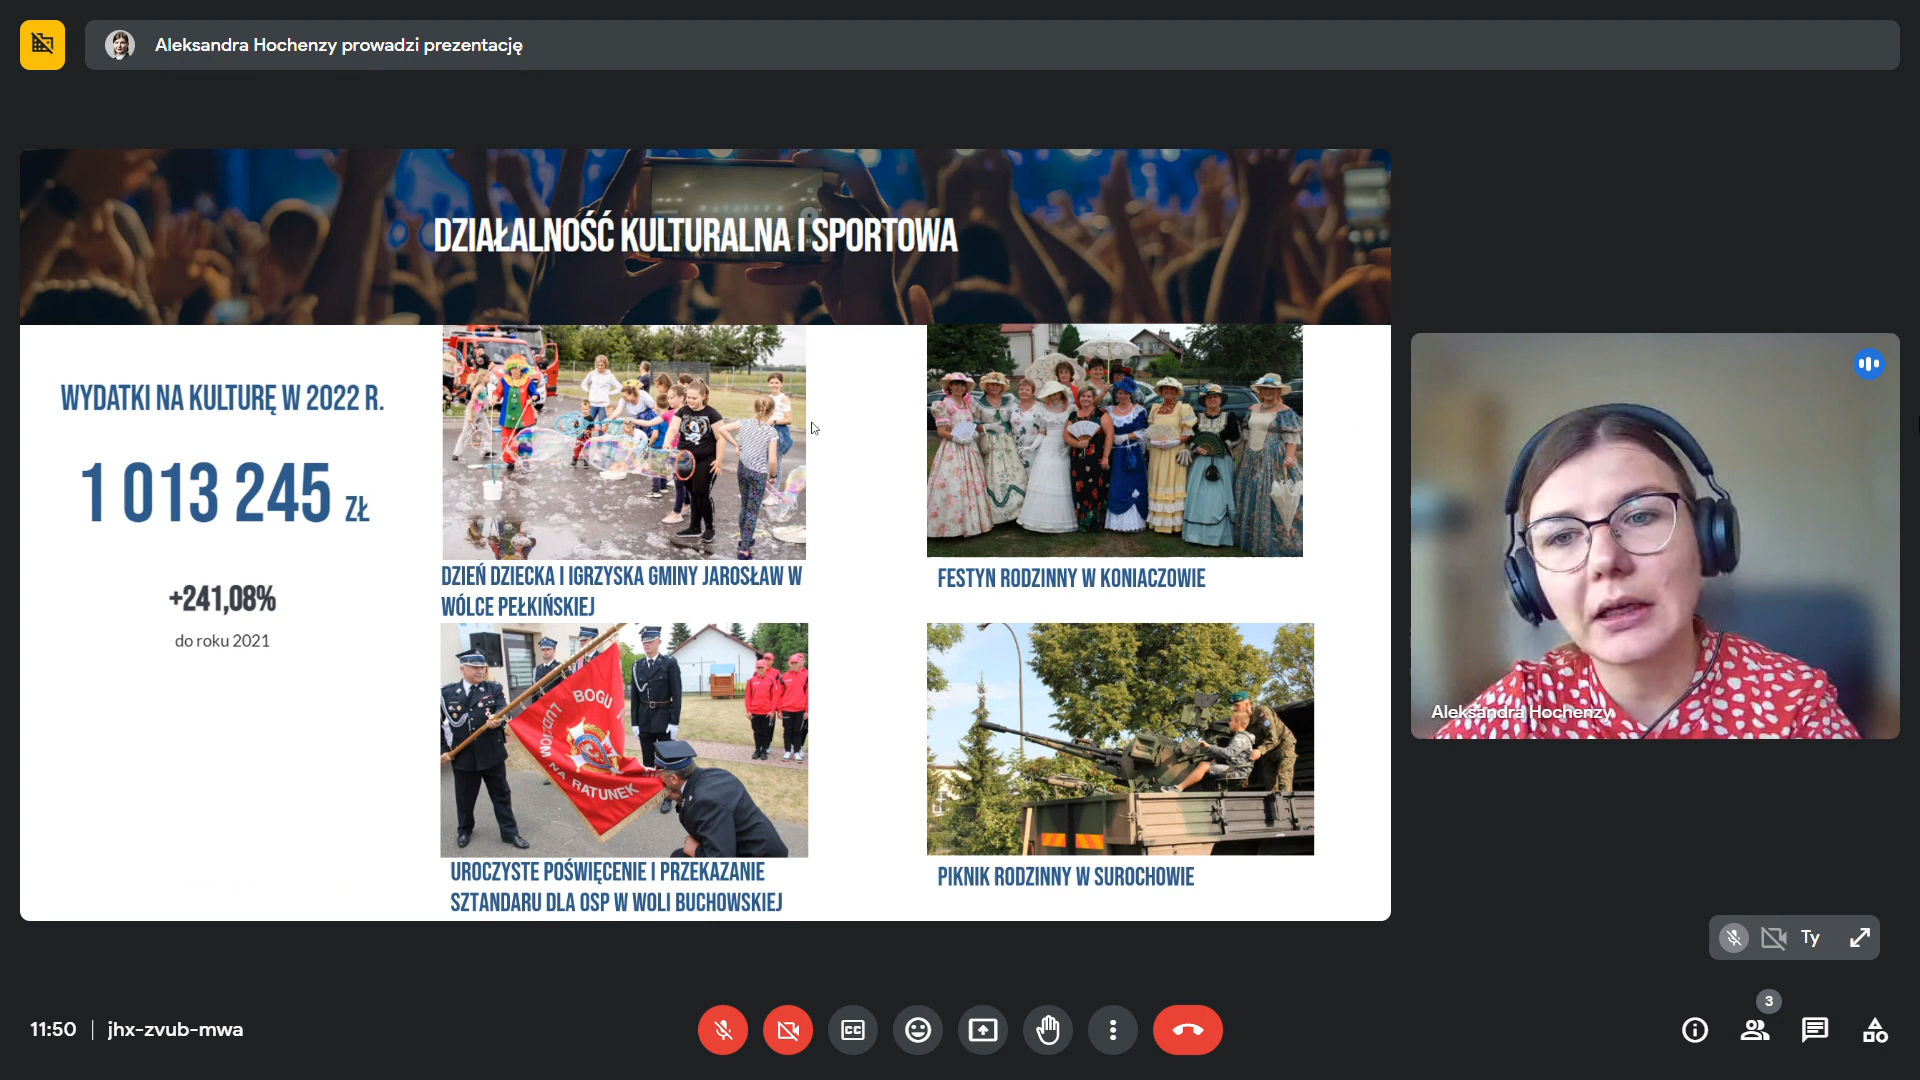 Aleksandra Hochenzy prowadzi prezentację
DZIAŁALNOŚĆ KULTURALNA I SPORTOWA
WYDATKI NA KULTURĘ W 2022 R.
1 013 245 ZŁ
+241,08%
do roku 2021
DZIEŃ DZIECKA I IGRZYSKA GMINY JAROSŁAW W
WÓLCE PEŁKIŃSKIEJ
FESTYN RODZINNY W KONIACZOWIE
BOGU
LUDZIOM
NA RATUNEK
UROCZYSTE POŚWIĘCENIE I PRZEKAZANIE
SZTANDARU DLA OSP W WOLI BUCHOWSKIEJ
PIKNIK RODZINNY W SUROCHOWIE
Aleksandra Hochenzy
Ty
11:50 | jhx-zvub-mwa
CC
3